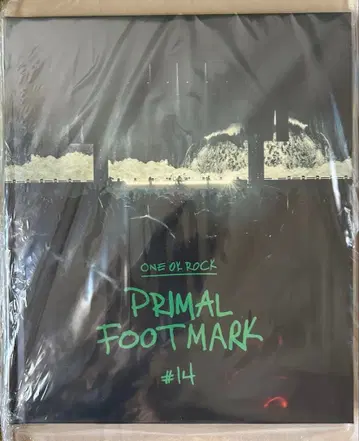 ONE OK ROCK
PRIMAL
FOOTMARK
#14